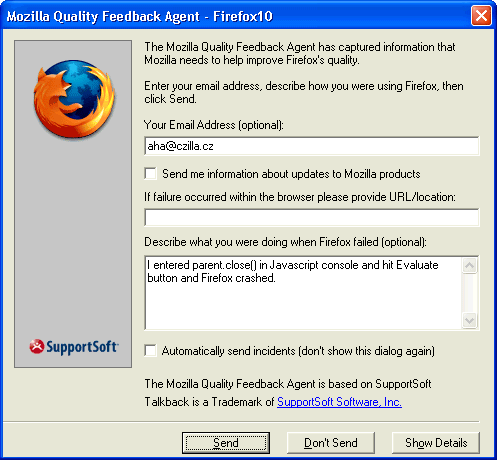 Mozilla Quality Feedback Agent - Firefox10
The Mozilla Quality Feedback Agent has captured information that
Mozilla needs to help improve Firefox's quality.
Enter your email address, describe how you were using Firefox, then
click Send.
Your Email Address (optional):
aha@czilla.cz
Send me information about updates to Mozilla products
If failure occurred within the browser please provide URL/location:
Describe what you were doing when Firefox failed (optional):
I entered parent.close() in Javascript console and hit Evaluate
button and Firefox crashed.
SupportSoft
Automatically send incidents (don't show this dialog again)
The Mozilla Quality Feedback Agent is based on SupportSoft
Talkback is a Trademark of SupportSoft Software, Inc.
Send
Don't Send
Show Details